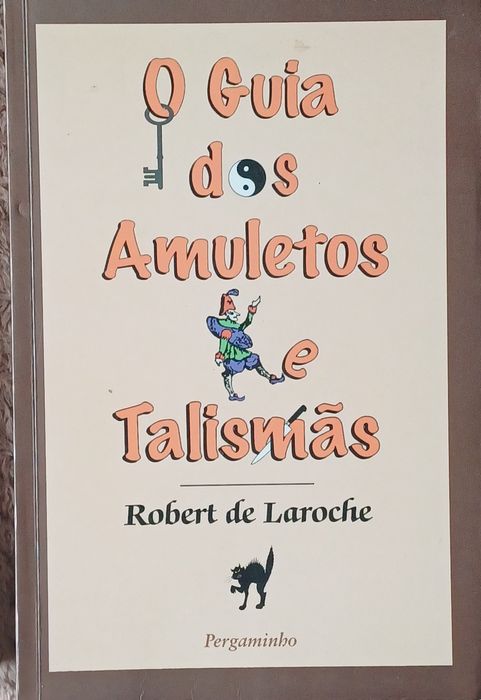 O Guia
dos
Amuletos
e
Talismãs
Robert de Laroche
Pergaminho